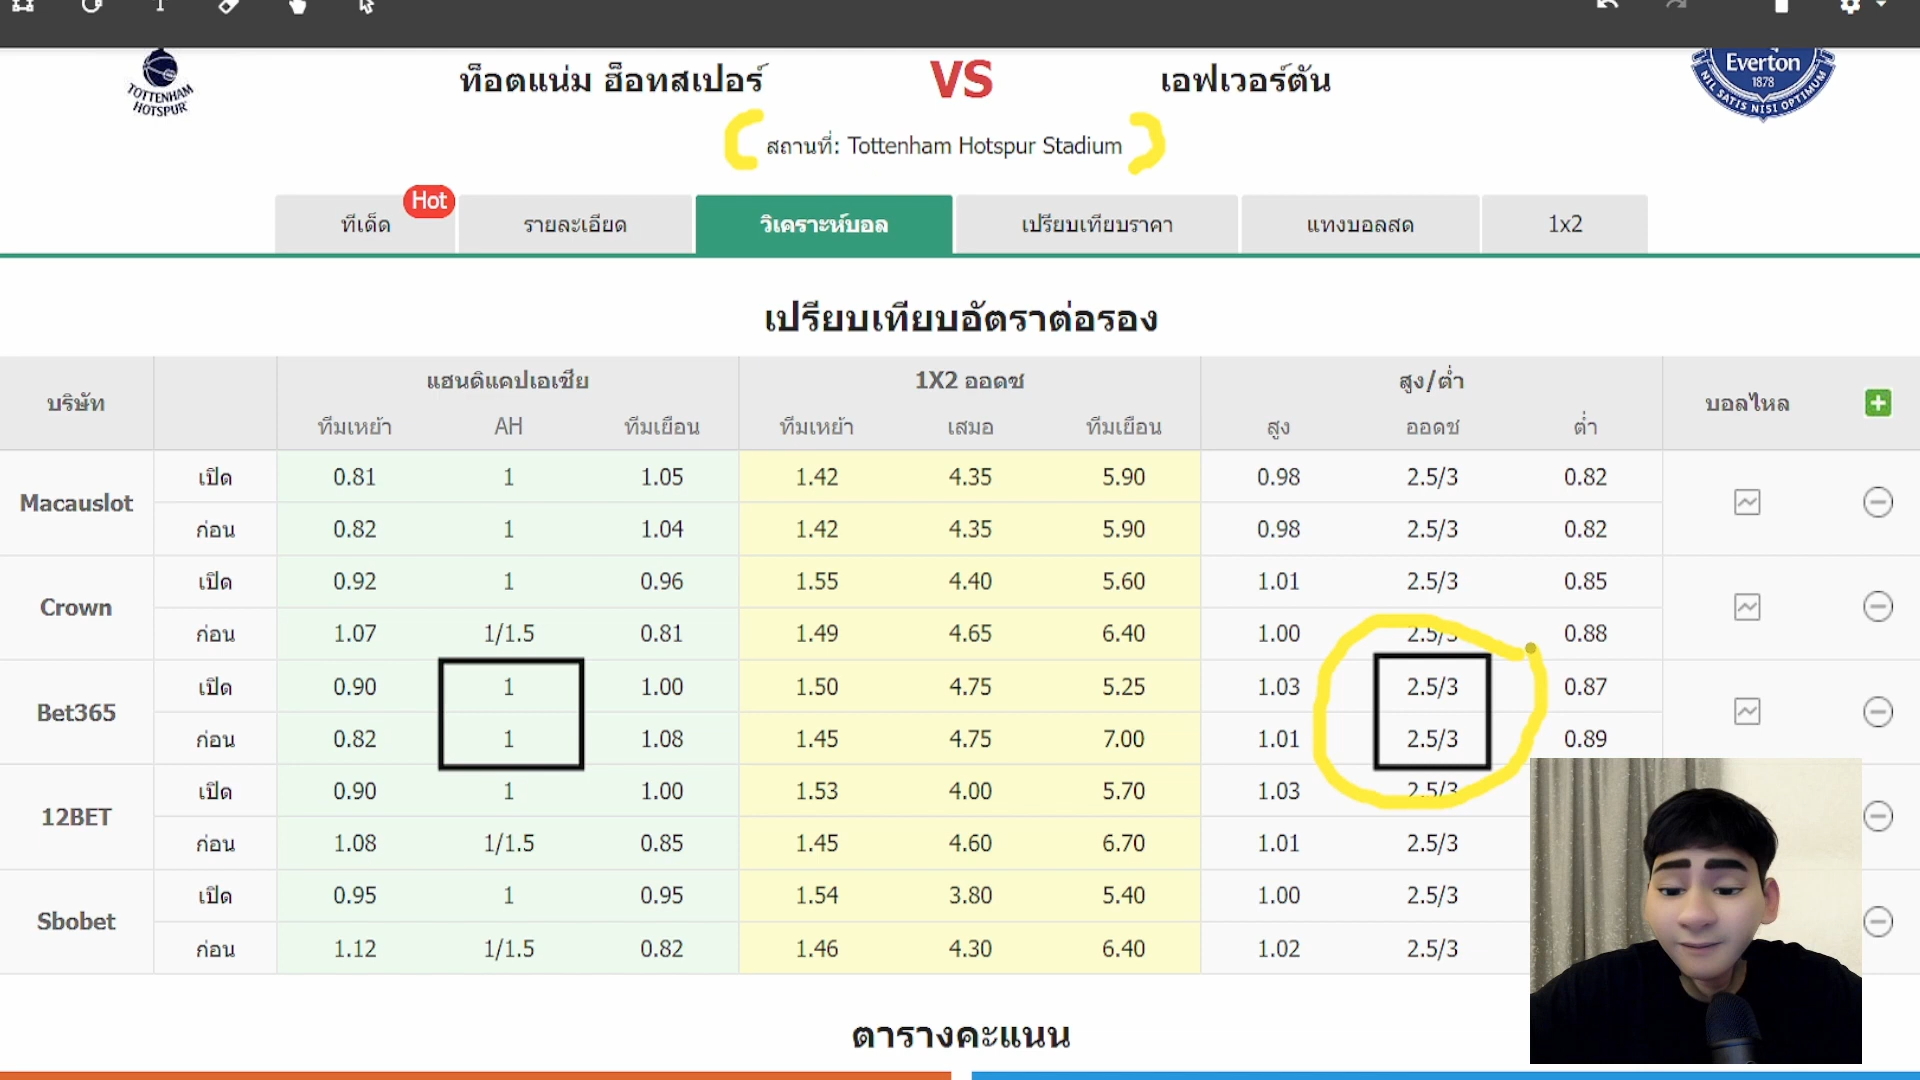 TOTTENHAM
HOTSPUR
ท็อตแน่ม ฮ็อทสเปอร์ VS เอฟเวอร์ตัน
Everton
1878
NIL SATIS NISI OPTIMUM
สถานที่: Tottenham Hotspur Stadium
ทีเด็ด Hot รายละเอียด วิเคราะห์บอล เปรียบเทียบราคา แทงบอลสด 1x2
เปรียบเทียบอัตราต่อรอง
บริษัท แฮนดิแคปเอเชีย 1X2 ออดซ์ สูง/ต่ำ บอลไหล
ทีมเหย้า AH ทีมเยือน ทีมเหย้า เสมอ ทีมเยือน สูง ออดซ์ ต่ำ
Macauslot
เปิด 0.81 1 1.05 1.42 4.35 5.90 0.98 2.5/3 0.82
ก่อน 0.82 1 1.04 1.42 4.35 5.90 0.98 2.5/3 0.82
Crown
เปิด 0.92 1 0.96 1.55 4.40 5.60 1.01 2.5/3 0.85
ก่อน 1.07 1/1.5 0.81 1.49 4.65 6.40 1.00 2.5/3 0.88
Bet365
เปิด 0.90 1 1.00 1.50 4.75 5.25 1.03 2.5/3 0.87
ก่อน 0.82 1 1.08 1.45 4.75 7.00 1.01 2.5/3 0.89
12BET
เปิด 0.90 1 1.00 1.53 4.00 5.70 1.03 2.5/3
ก่อน 1.08 1/1.5 0.85 1.45 4.60 6.70 1.01 2.5/3
Sbobet
เปิด 0.95 1 0.95 1.54 3.80 5.40 1.00 2.5/3
ก่อน 1.12 1/1.5 0.82 1.46 4.30 6.40 1.02 2.5/3
ตารางคะแนน